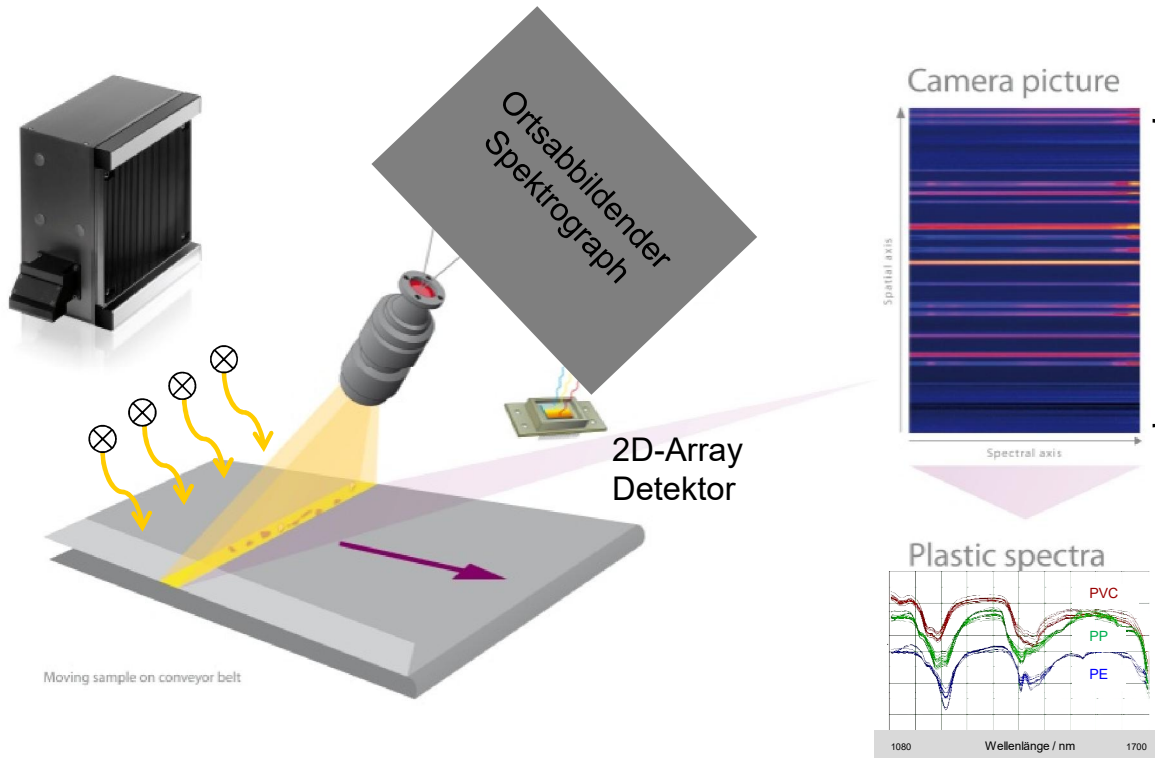 Ortsabbildender
Spektrograph
2D-Array
Detektor
Moving sample on conveyor belt
Camera picture
Spatial axis
Spectral axis
Plastic spectra
PVC
PP
PE
1080
Wellenlänge / nm
1700